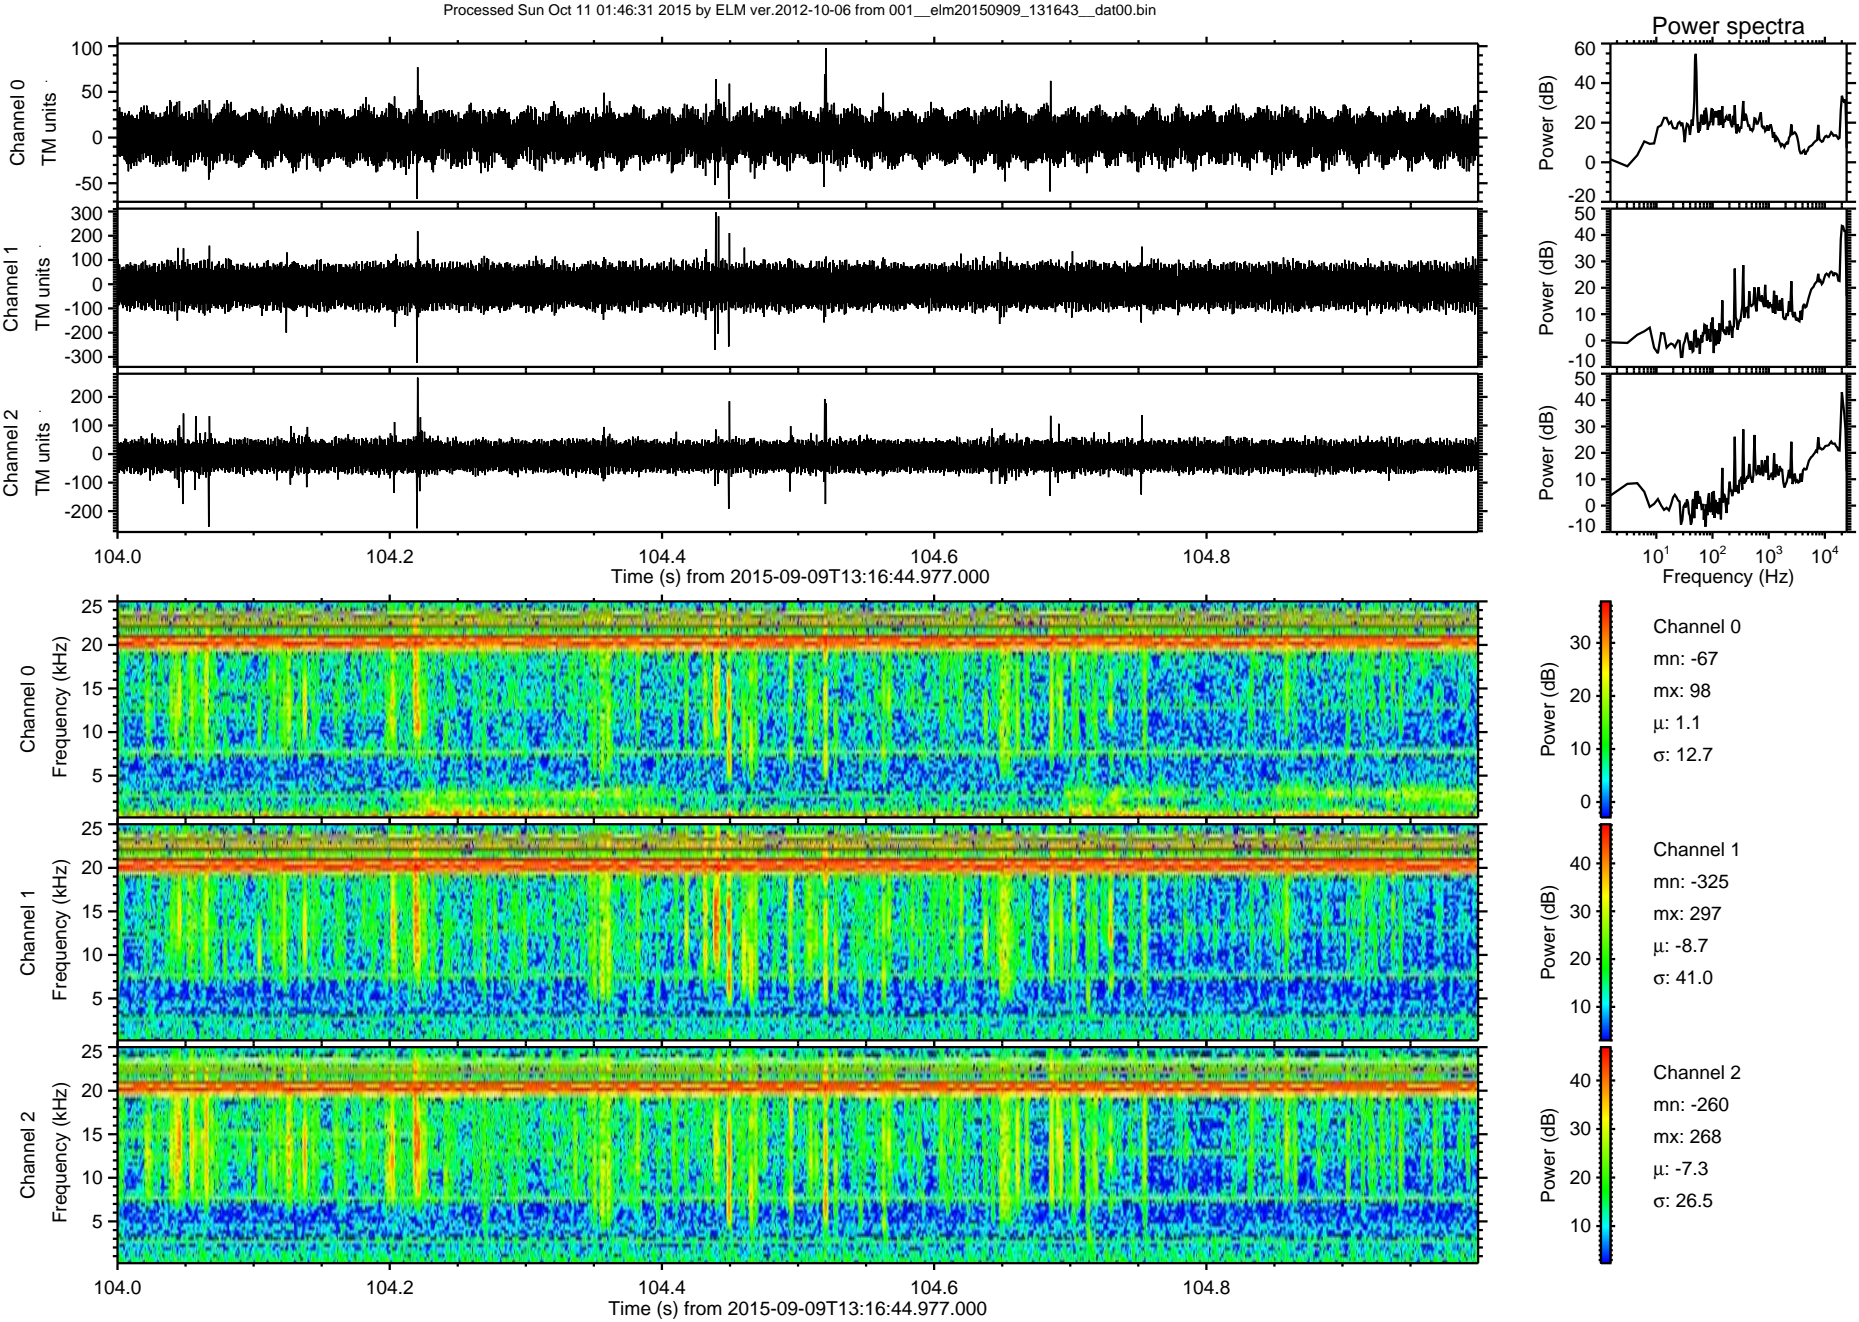 Processed Sun Oct 11 01:46:31 2015 by ELM ver.2012-10-06 from 001__elm20150909_131643__dat00.bin
Power spectra
Channel 0
TM units
100
50
0
-50
Power (dB)
60
40
20
0
-20
Channel 1
TM units
300
200
100
0
-100
-200
-300
Power (dB)
50
40
30
20
10
0
-10
Channel 2
TM units
200
100
0
-100
-200
Power (dB)
50
40
30
20
10
0
-10
104.0 104.2 104.4 104.6 104.8
Time (s) from 2015-09-09T13:16:44.977.000
10^1 10^2 10^3 10^4
Frequency (Hz)
Channel 0
Frequency (kHz)
25
20
15
10
5
Power (dB)
30
20
10
0
Channel 0
mn: -67
mx: 98
μ: 1.1
σ: 12.7
Channel 1
Frequency (kHz)
25
20
15
10
5
Power (dB)
40
30
20
10
Channel 1
mn: -325
mx: 297
μ: -8.7
σ: 41.0
Channel 2
Frequency (kHz)
25
20
15
10
5
Power (dB)
40
30
20
10
Channel 2
mn: -260
mx: 268
μ: -7.3
σ: 26.5
104.0 104.2 104.4 104.6 104.8
Time (s) from 2015-09-09T13:16:44.977.000